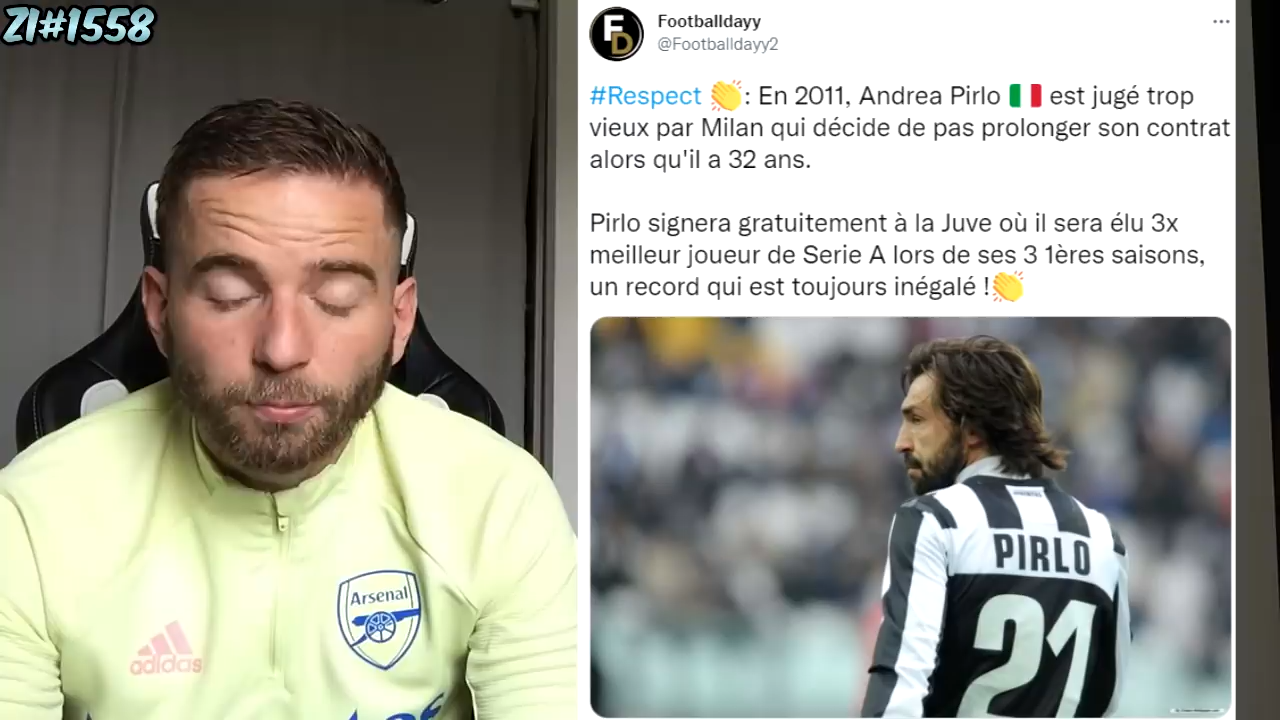 ZI#1558
Footballdayy
@Footballdayy2
#Respect 👏: En 2011, Andrea Pirlo 🇮🇹 est jugé trop
vieux par Milan qui décide de pas prolonger son contrat
alors qu'il a 32 ans.
Pirlo signera gratuitement à la Juve où il sera élu 3x
meilleur joueur de Serie A lors de ses 3 1ères saisons,
un record qui est toujours inégalé !👏
PIRLO
21
Arsenal
adidas